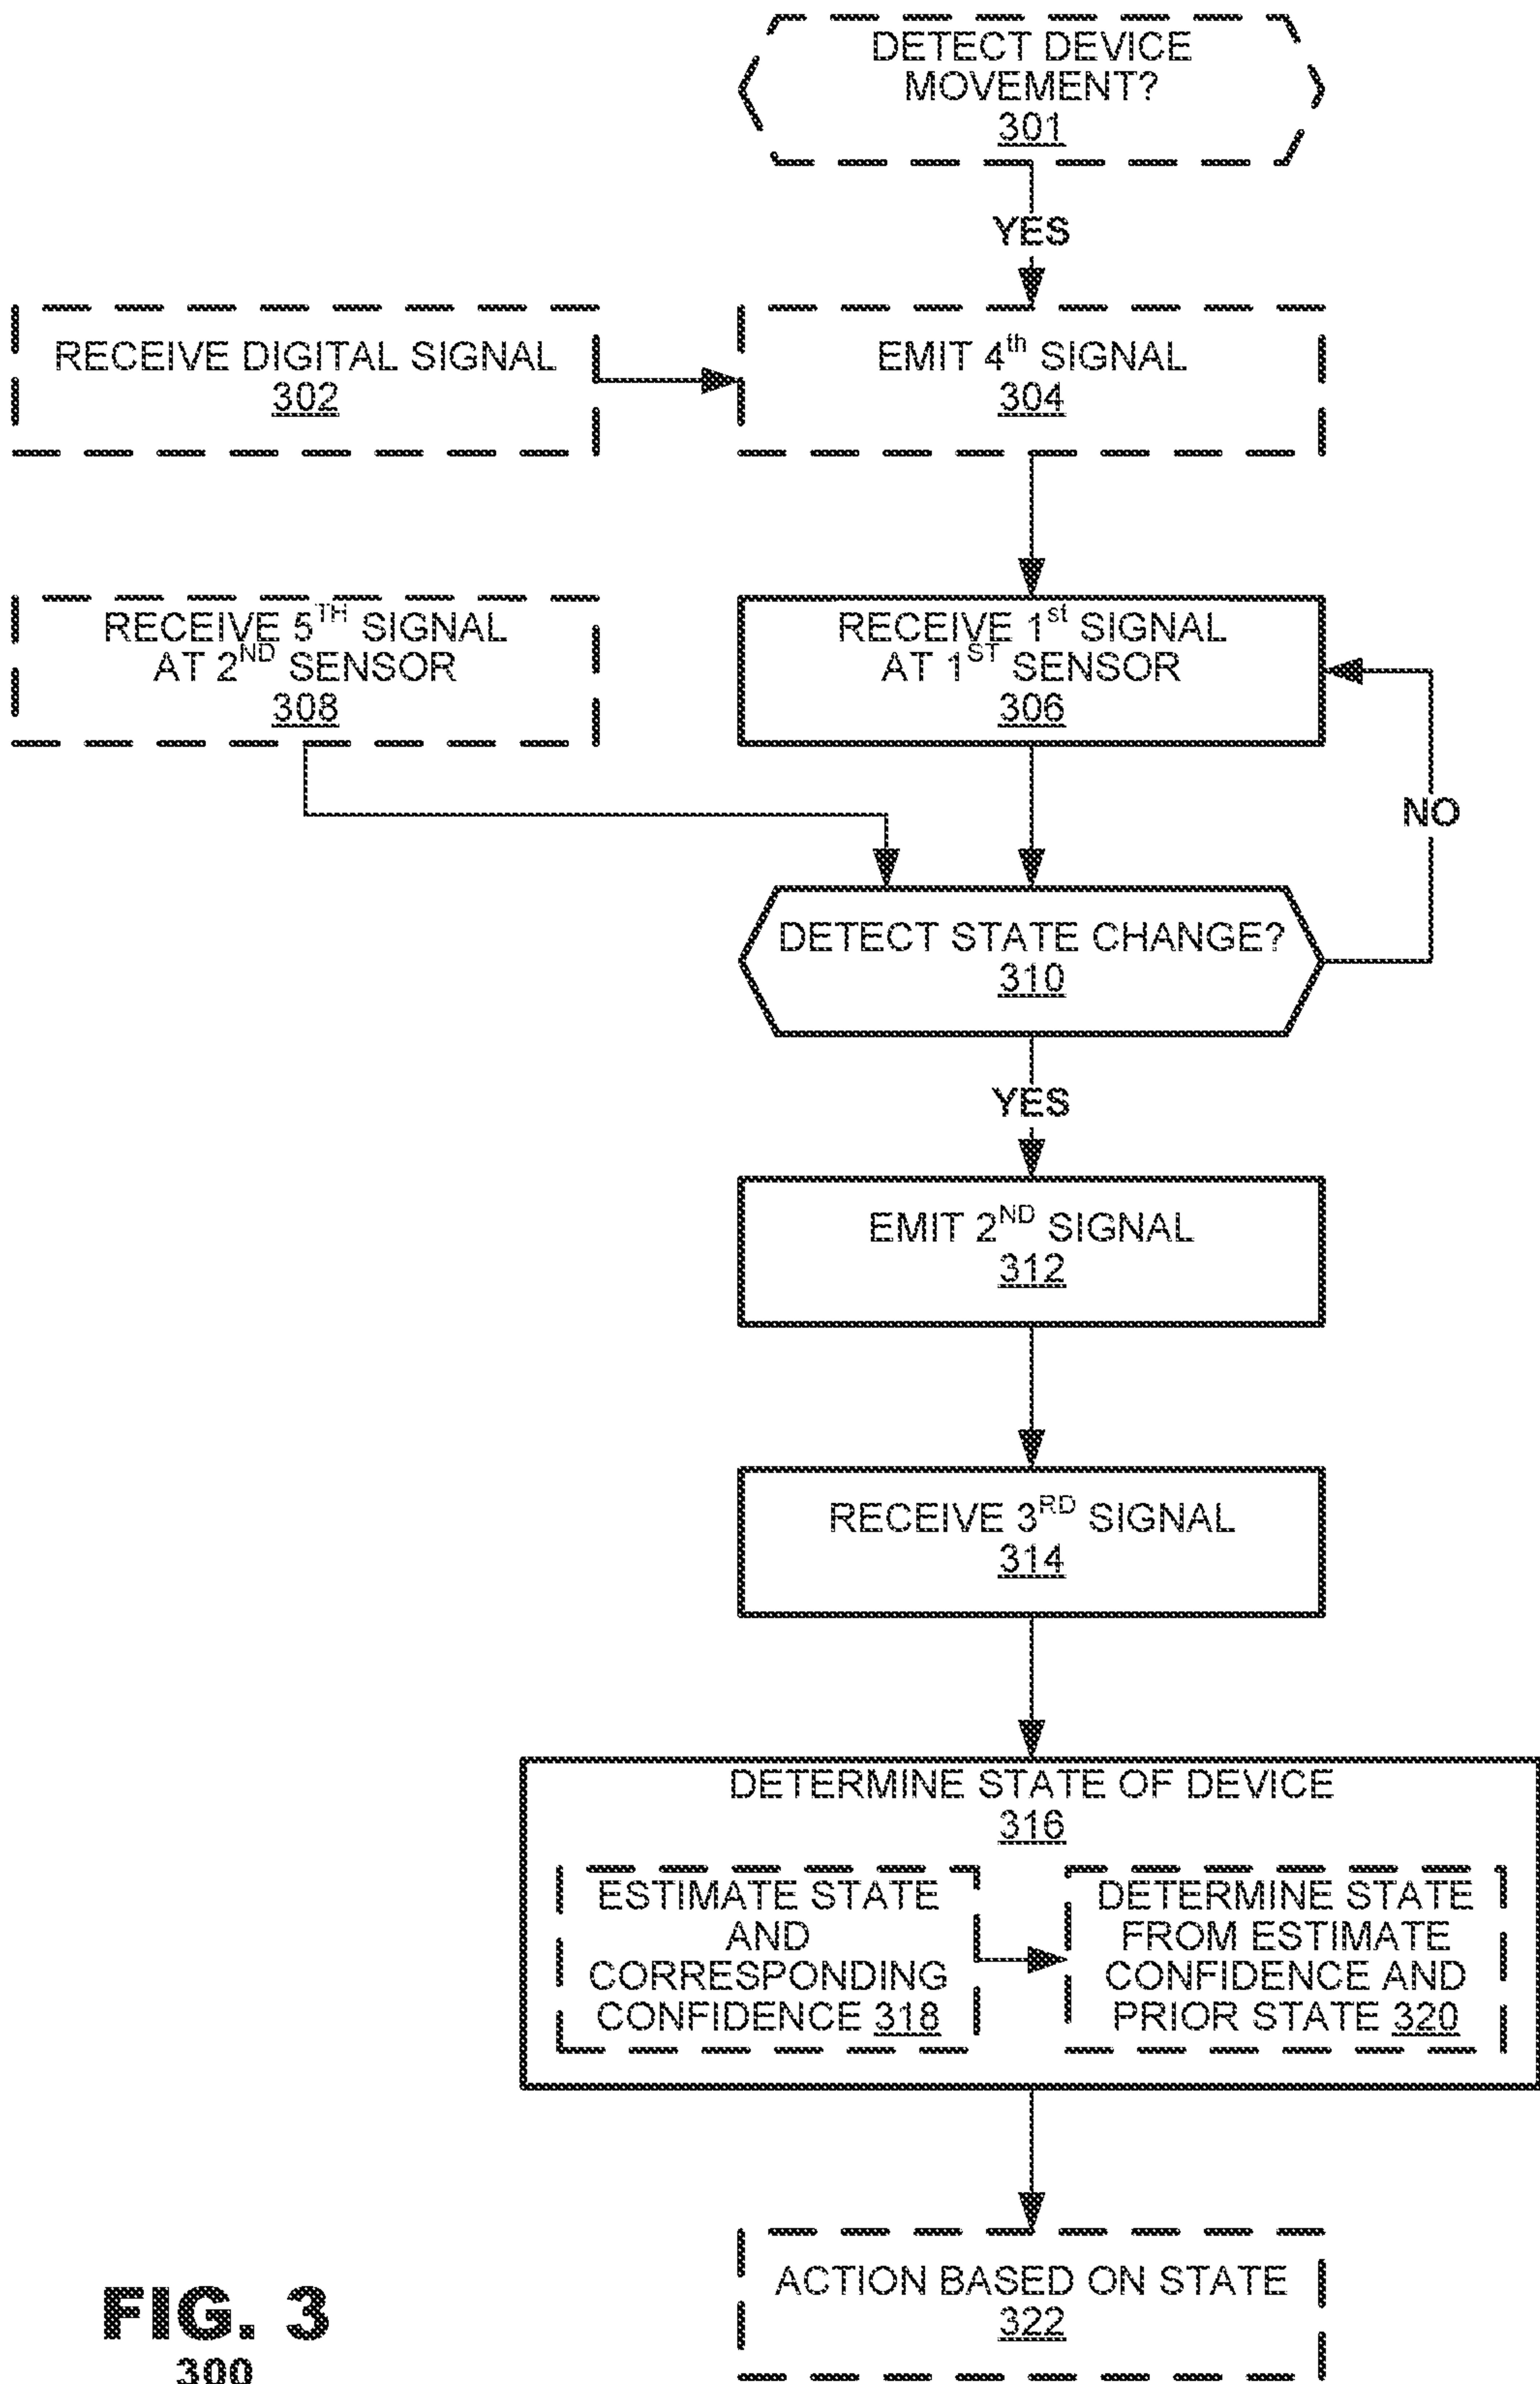 DETECT DEVICE
MOVEMENT?
301
YES
RECEIVE DIGITAL SIGNAL
302
EMIT 4th SIGNAL
304
RECEIVE 5TH SIGNAL
AT 2ND SENSOR
308
RECEIVE 1st SIGNAL
AT 1ST SENSOR
306
NO
DETECT STATE CHANGE?
310
YES
EMIT 2ND SIGNAL
312
RECEIVE 3RD SIGNAL
314
DETERMINE STATE OF DEVICE
316
ESTIMATE STATE
AND
CORRESPONDING
CONFIDENCE 318
DETERMINE STATE
FROM ESTIMATE
CONFIDENCE AND
PRIOR STATE 320
ACTION BASED ON STATE
322
FIG. 3
300